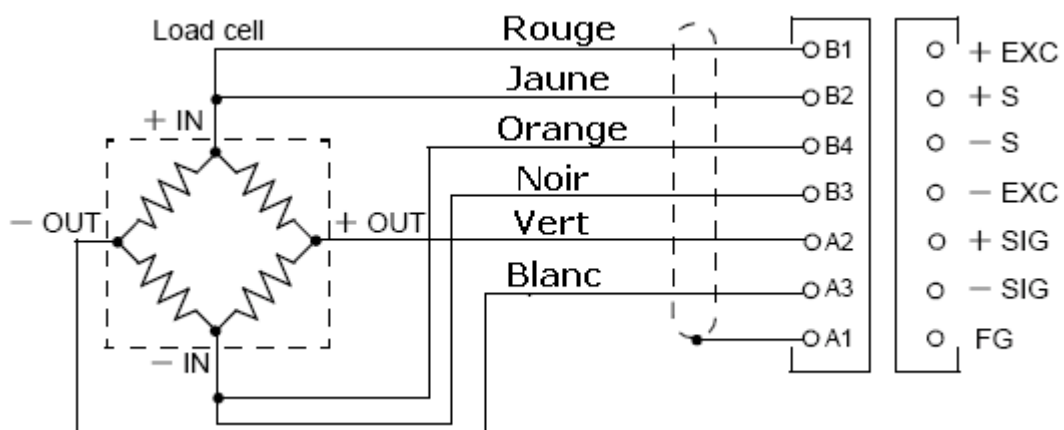 Load cell
Rouge
B1
+ EXC
Jaune
B2
+ S
+ IN
Orange
B4
− S
Noir
B3
− EXC
− OUT
+ OUT
Vert
A2
+ SIG
Blanc
A3
− SIG
− IN
A1
FG